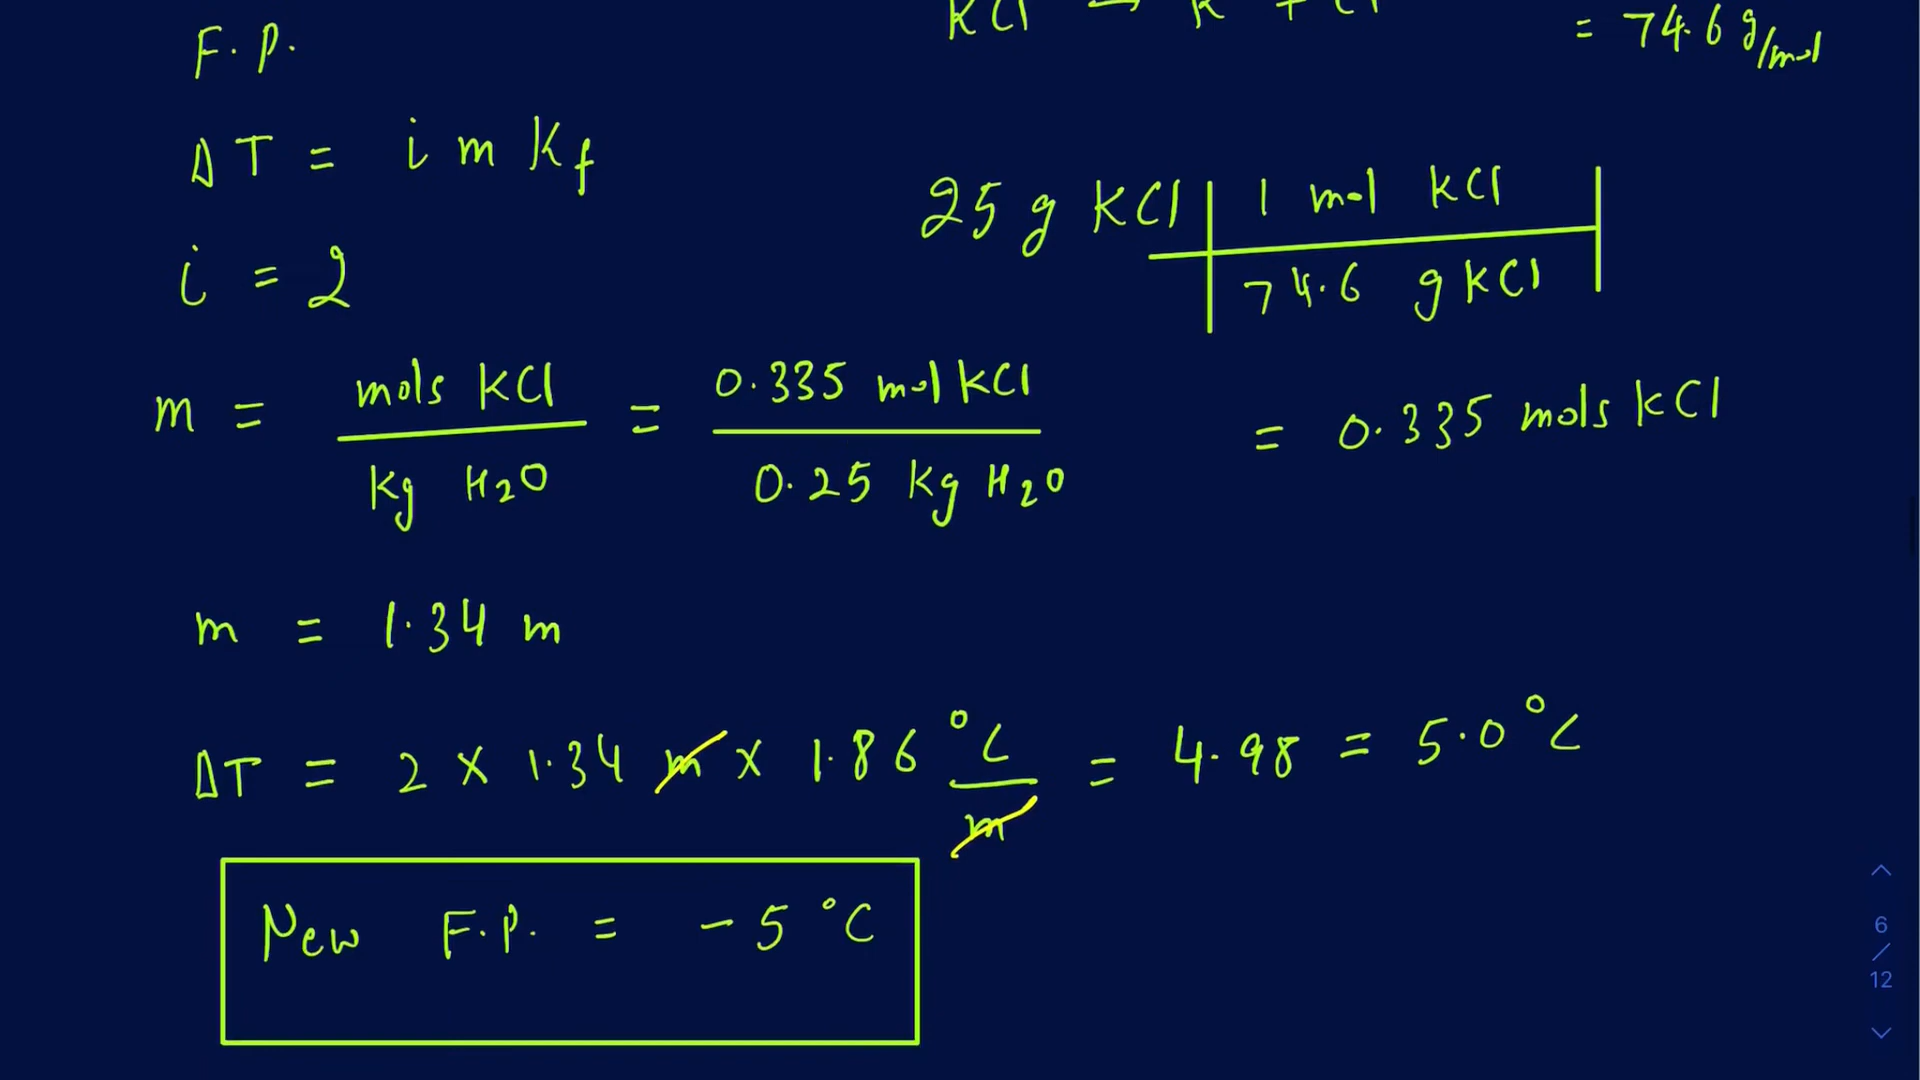 F.P.
KCl → K + Cl
= 74.6 g/mol
ΔT = i m Kf
25 g KCl | 1 mol KCl
74.6 g KCl
i = 2
m = mols KCl / kg H2O = 0.335 mol KCl / 0.25 kg H2O
= 0.335 mols KCl
m = 1.34 m
ΔT = 2 x 1.34 m x 1.86 °C/m = 4.98 = 5.0 °C
New F.P. = -5 °C
6
/
12